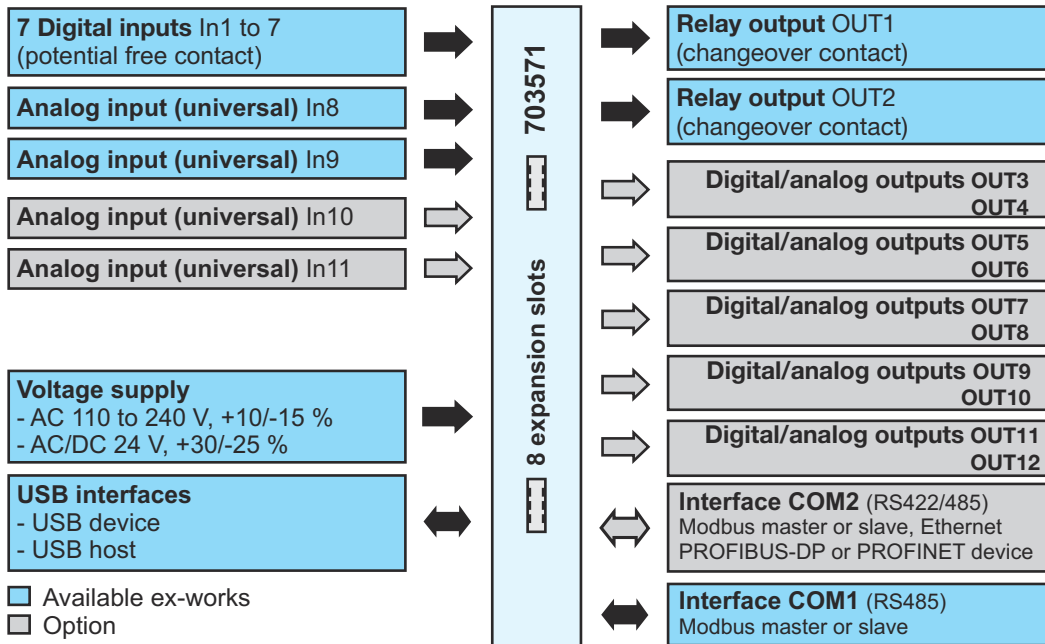 7 Digital inputs In1 to 7
(potential free contact)
Analog input (universal) In8
Analog input (universal) In9
Analog input (universal) In10
Analog input (universal) In11
Voltage supply
- AC 110 to 240 V, +10/-15 %
- AC/DC 24 V, +30/-25 %
USB interfaces
- USB device
- USB host
Available ex-works
Option
8 expansion slots
703571
Relay output OUT1
(changeover contact)
Relay output OUT2
(changeover contact)
Digital/analog outputs OUT3
OUT4
Digital/analog outputs OUT5
OUT6
Digital/analog outputs OUT7
OUT8
Digital/analog outputs OUT9
OUT10
Digital/analog outputs OUT11
OUT12
Interface COM2 (RS422/485)
Modbus master or slave, Ethernet
PROFIBUS-DP or PROFINET device
Interface COM1 (RS485)
Modbus master or slave